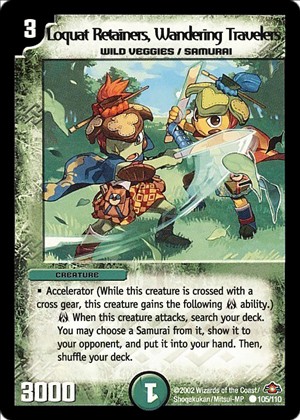 3
Loquat Retainers, Wandering Travelers
WILD VEGGIES / SAMURAI
CREATURE
▪ Accelerator (While this creature is crossed with a
cross gear, this creature gains the following ability.)
When this creature attacks, search your deck.
You may choose a Samurai from it, show it to
your opponent, and put it into your hand. Then,
shuffle your deck.
3000
1
©2002 Wizards of the Coast/
Shogakukan/Mitsui-MP
105/110